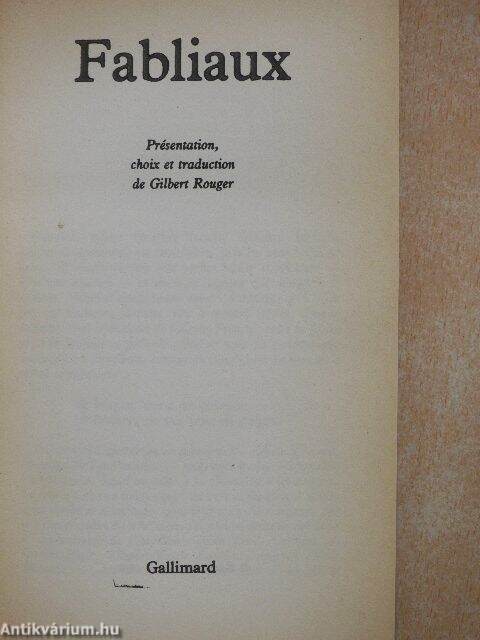 Fabliaux
Présentation,
choix et traduction
de Gilbert Rouger
Gallimard
Antikvárium.hu